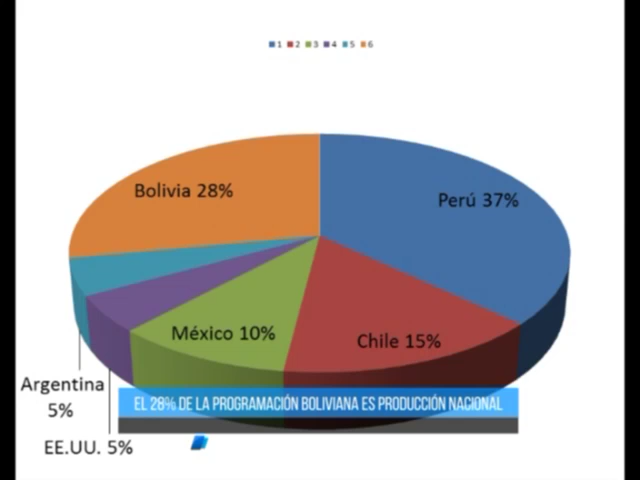 1 2 3 4 5 6
Bolivia 28%
Perú 37%
México 10%
Chile 15%
Argentina
5%
EL 28% DE LA PROGRAMACIÓN BOLIVIANA ES PRODUCCIÓN NACIONAL
EE.UU. 5%